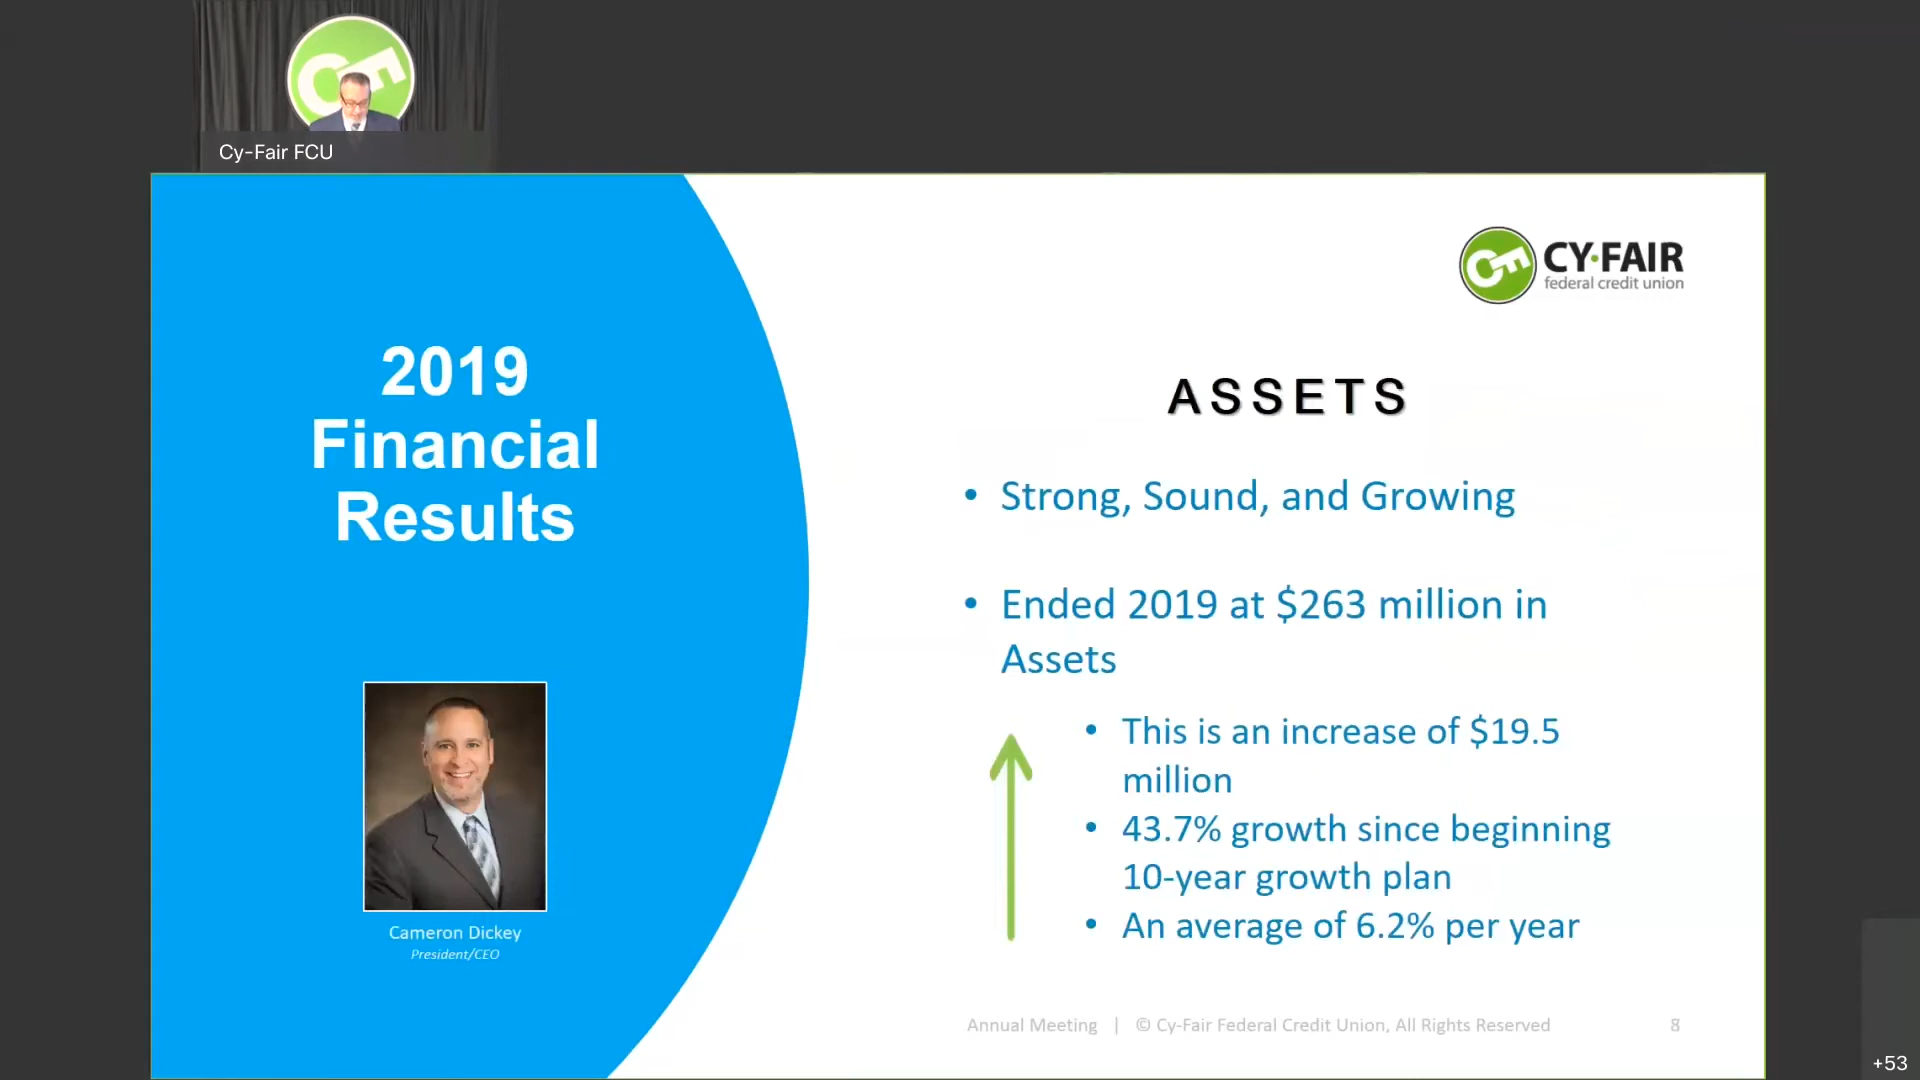 CF
Cy-Fair FCU
CF
CY·FAIR
federal credit union
2019
Financial
Results
Cameron Dickey
President/CEO
ASSETS
• Strong, Sound, and Growing
• Ended 2019 at $263 million in
Assets
• This is an increase of $19.5
million
• 43.7% growth since beginning
10-year growth plan
• An average of 6.2% per year
Annual Meeting | © Cy-Fair Federal Credit Union, All Rights Reserved 8
+53